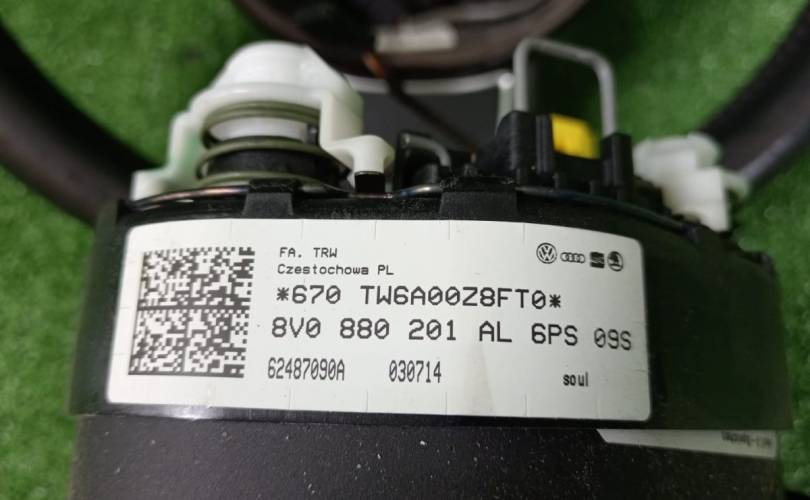 FA. TRW
Czestochowa PL
*670 TW6A00Z8FT0*
8V0 880 201 AL 6PS 09S
62487090A 030714
soul